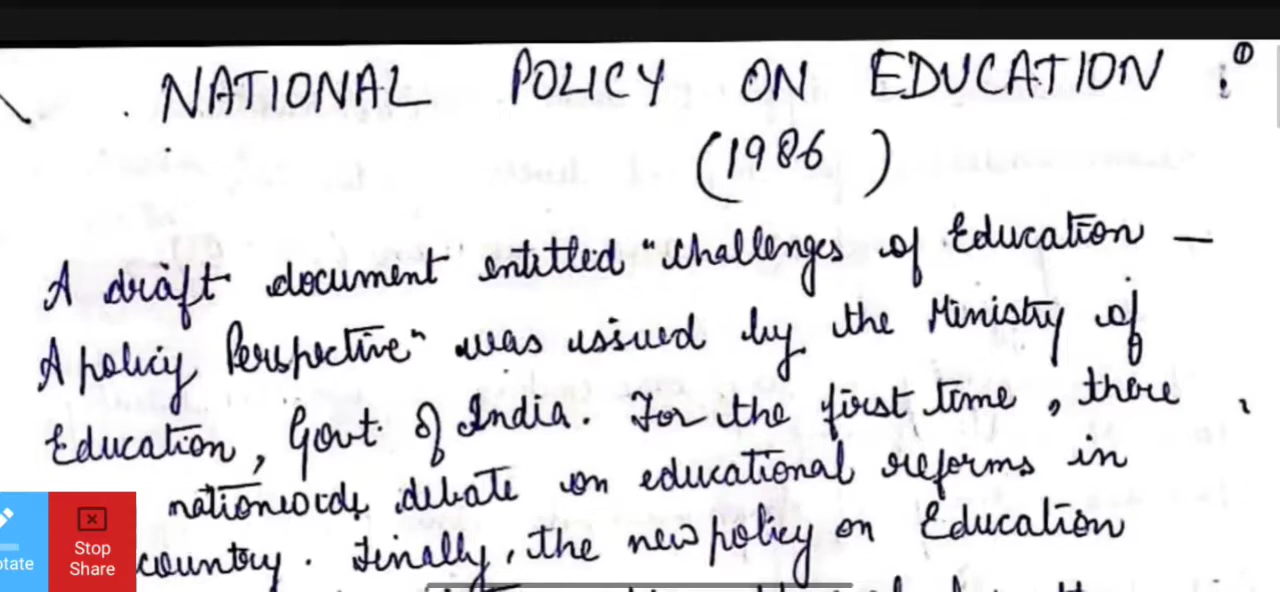 NATIONAL POLICY ON EDUCATION :
①
(1986)
A draft document entitled "Challenges of Education —
A policy Perspective" was issued by the Ministry of
Education, Govt. of India. For the first time, there
nationwide debate on educational reforms in
country. Finally, the new policy on Education
otate
Stop
Share